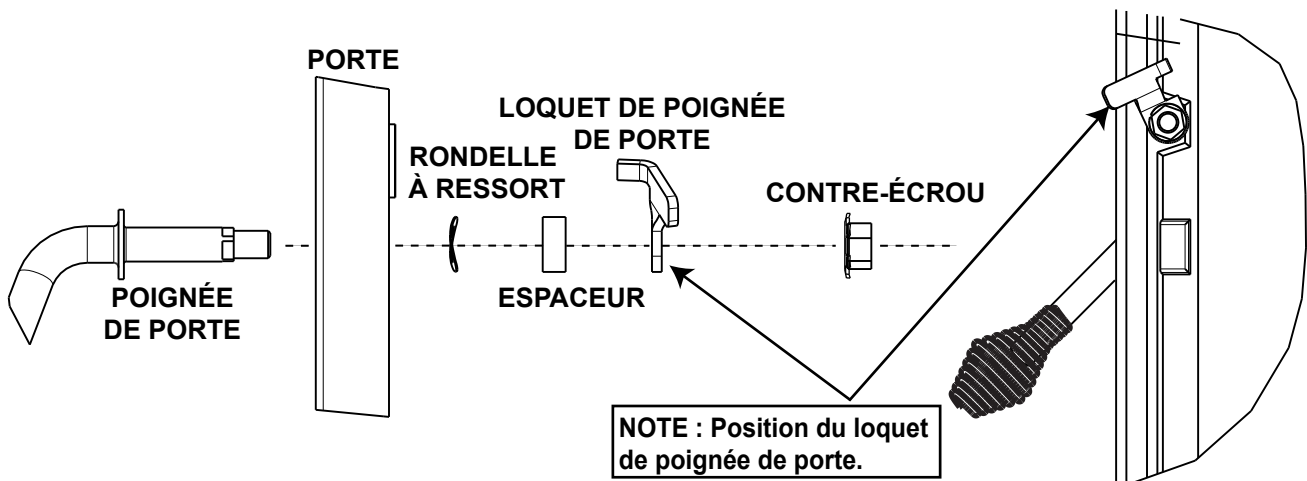 PORTE
LOQUET DE POIGNÉE
DE PORTE
RONDELLE
À RESSORT
CONTRE-ÉCROU
POIGNÉE
DE PORTE
ESPACEUR
NOTE : Position du loquet
de poignée de porte.